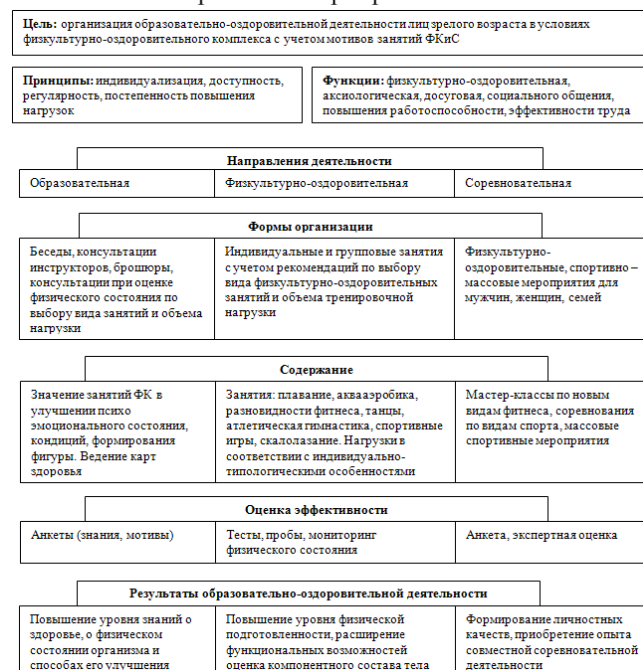 Цель: организация образовательно-оздоровительной деятельности лиц зрелого возраста в условиях
физкультурно-оздоровительного комплекса с учетом мотивов занятий ФКиС
Принципы: индивидуализация, доступность,
регулярность, постепенность повышения
нагрузок
Функции: физкультурно-оздоровительная,
аксиологическая, досуговая, социального общения,
повышения работоспособности, эффективности труда
Направления деятельности
Образовательная
Физкультурно-оздоровительная
Соревновательная
Формы организации
Беседы, консультации
инструкторов, брошюры,
консультации при оценке
физического состояния по
выбору вида занятий и объема
нагрузки
Индивидуальные и групповые занятия
с учетом рекомендаций по выбору
вида физкультурно-оздоровительных
занятий и объема тренировочной
нагрузки
Физкультурно-
оздоровительные, спортивно –
массовые мероприятия для
мужчин, женщин, семей
Содержание
Значение занятий ФК в
улучшении психо
эмоционального состояния,
кондиций, формирования
фигуры. Ведение карт
здоровья
Занятия: плавание, аквааэробика,
разновидности фитнеса, танцы,
атлетическая гимнастика, спортивные
игры, скалолазание. Нагрузки в
соответствии с индивидуально-
типологическими особенностями
Мастер-классы по новым
видам фитнеса, соревнования
по видам спорта, массовые
спортивные мероприятия
Оценка эффективности
Анкеты (знания, мотивы)
Тесты, пробы, мониторинг
физического состояния
Анкета, экспертная оценка
Результаты образовательно-оздоровительной деятельности
Повышение уровня знаний о
здоровье, о физическом
состоянии организма и
способах его улучшения
Повышение уровня физической
подготовленности, расширение
функциональных возможностей
оценка компонентного состава тела
Формирование личностных
качеств, приобретение опыта
совместной соревновательной
деятельности